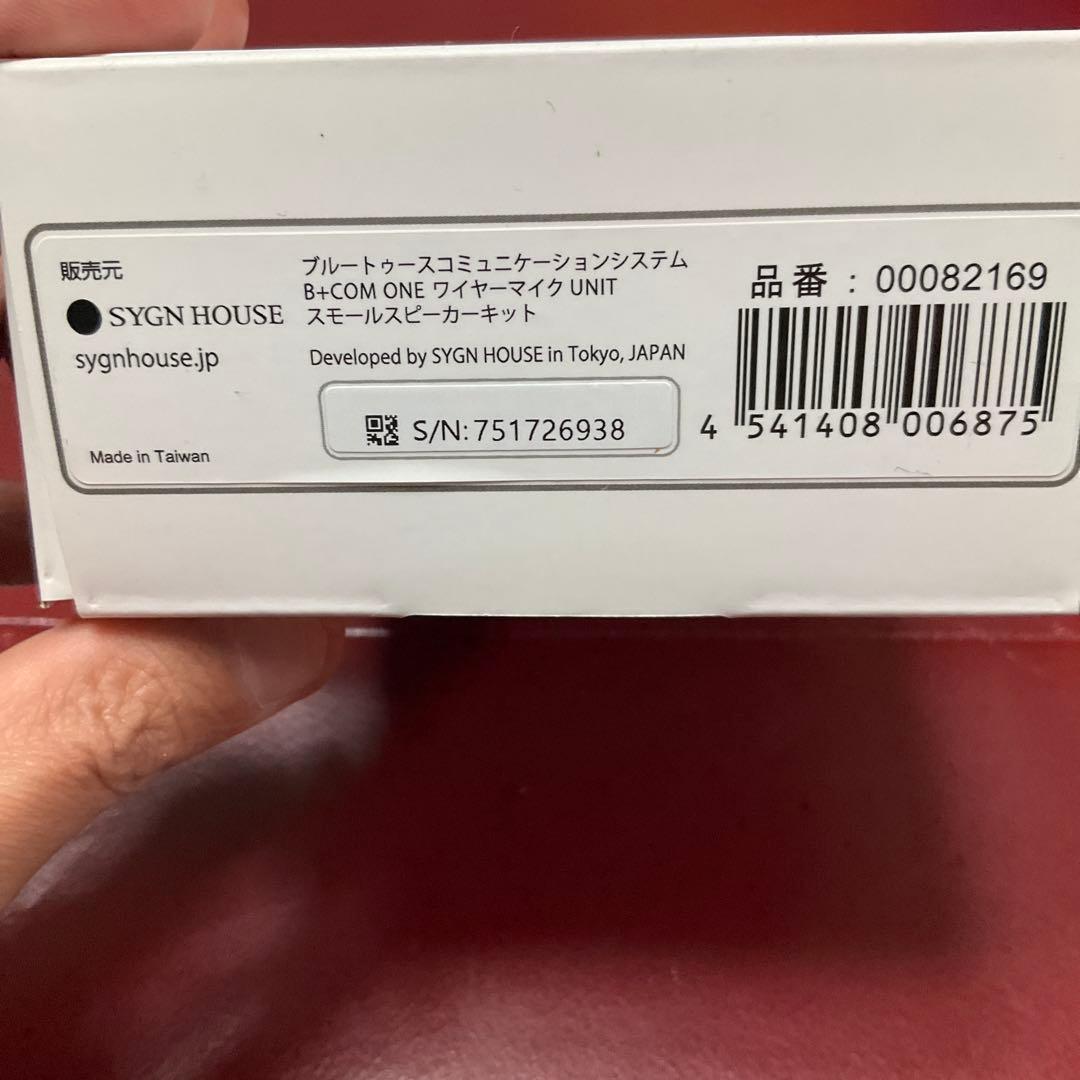 販売元
SYGN HOUSE
sygnhouse.jp
Made in Taiwan
ブルートゥースコミュニケーションシステム
B+COM ONE ワイヤーマイク UNIT
スモールスピーカーキット
Developed by SYGN HOUSE in Tokyo, JAPAN
S/N: 751726938
品番 : 00082169
4 541408 006875